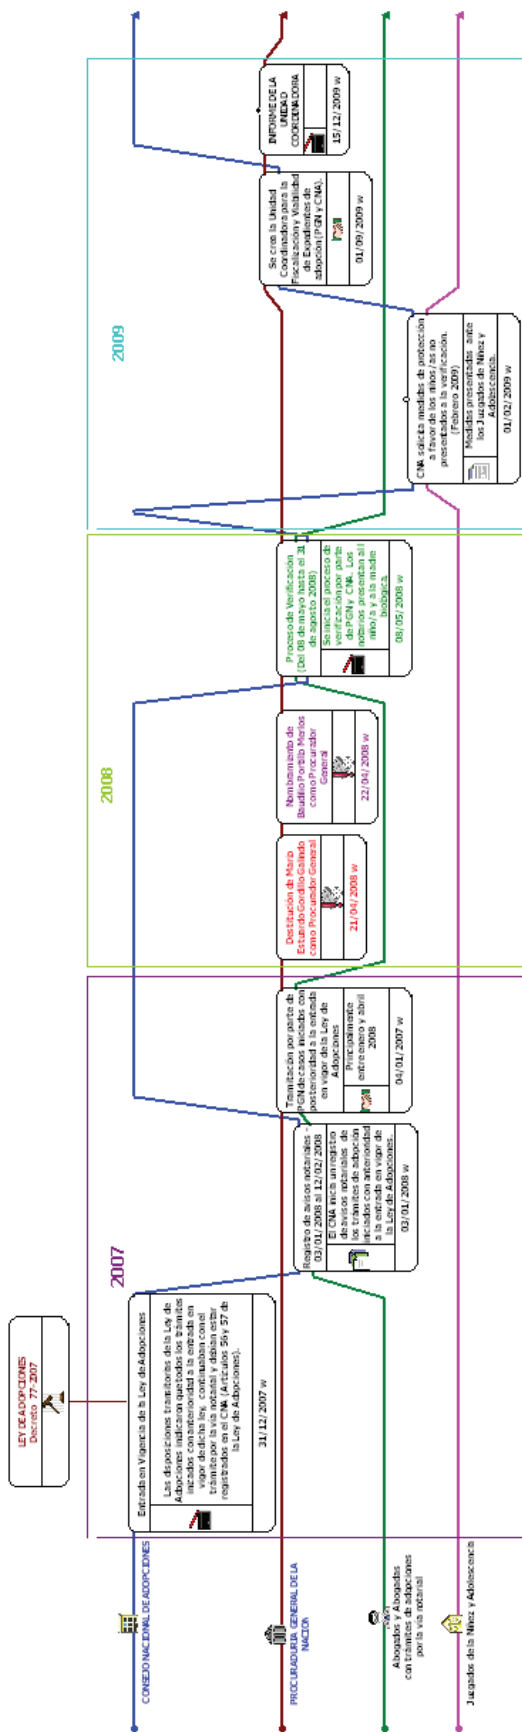 LEY DE ADOPCIONES
Decreto 77-2007
2007
2008
2009
CONSEJO NACIONAL DE ADOPCIONES
PROCURADURIA GENERAL DE LA
NACION
Abogados y Abogadas
con trámites de adopciones
por la vía notarial
Juzgados de la Niñez y Adolescencia
Entrada en Vigencia de la Ley de Adopciones
Las disposiciones transitorias de la Ley de
Adopciones indicaron que todos los trámites
iniciados con anterioridad a la entrada en
vigor de dicha ley, continuaban con el
trámite por la vía notarial y debían estar
registrados en el CNA (Artículos 56 y 57 de
la Ley de Adopciones).
31/12/2007 w
Registro de avisos notariales -
03/01/2008 al 12/02/2008
El CNA inicia un registro
de avisos notariales de
los trámites de adopción
iniciados con anterioridad
a la entrada en vigor de
la Ley de Adopciones.
03/01/2008 w
Tramitación por parte de
PGN de casos iniciados con
posterioridad a la entrada
en vigor de la Ley de
Adopciones
Principalmente
entre enero y abril
2008
04/01/2007 w
Destitución de Mario
Estuardo Gordillo Galindo
como Procurador General
21/04/2008 w
Nombramiento de
Baudilio Portillo Merlos
como Procurador
General
22/04/2008 w
Proceso de Verificación
(Del 08 de mayo hasta el 31
de agosto 2008)
Se inicia el proceso de
verificación por parte
de PGN y CNA. Los
notarios presentan al
niño/a y a la madre
biológica.
08/05/2008 w
CNA solicita medidas de protección
a favor de los niños/as no
presentados a la verificación.
(Febrero 2009)
Medidas presentadas ante
los Juzgados de Niñez y
Adolescencia.
01/02/2009 w
Se crea la Unidad
Coordinadora para la
Fiscalización y Viabilidad
de Expedientes de
adopción (PGN y CNA).
01/09/2009 w
INFORME DE LA
UNIDAD
COORDINADORA
15/12/2009 w